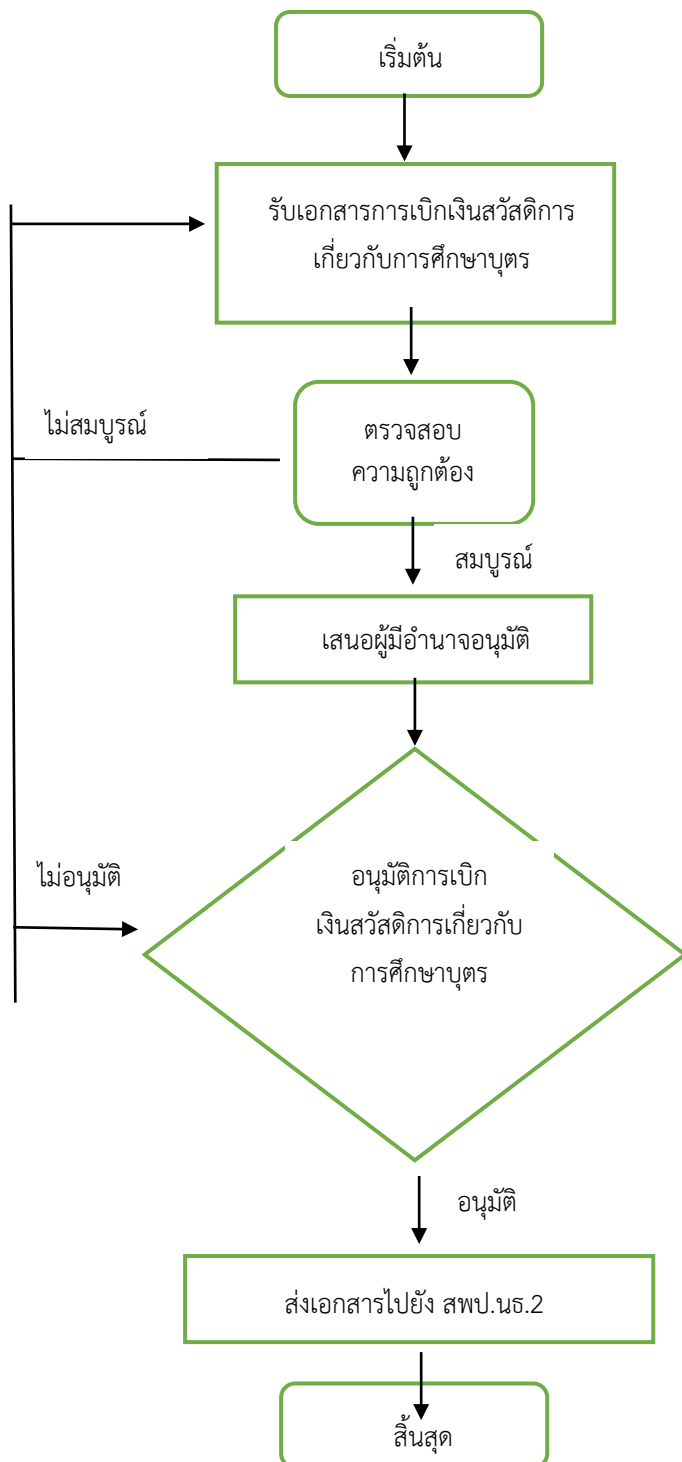 เริ่มต้น
รับเอกสารการเบิกเงินสวัสดิการ
เกี่ยวกับการศึกษาบุตร
ไม่สมบูรณ์
ตรวจสอบ
ความถูกต้อง
สมบูรณ์
เสนอผู้มีอำนาจอนุมัติ
ไม่อนุมัติ
อนุมัติการเบิก
เงินสวัสดิการเกี่ยวกับ
การศึกษาบุตร
อนุมัติ
ส่งเอกสารไปยัง สพป.นธ.2
สิ้นสุด